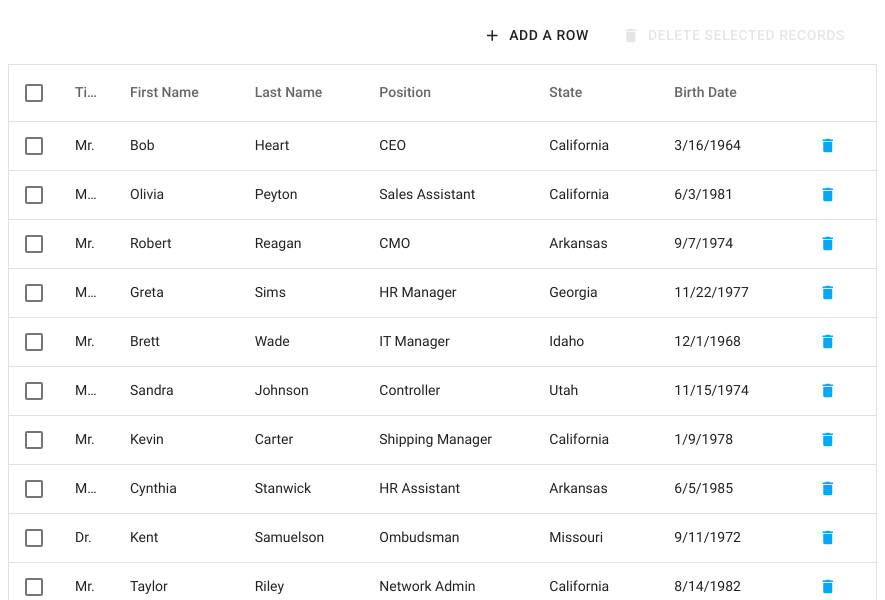 ADD A ROW DELETE SELECTED RECORDS
Ti... First Name Last Name Position State Birth Date
Mr. Bob Heart CEO California 3/16/1964
M... Olivia Peyton Sales Assistant California 6/3/1981
Mr. Robert Reagan CMO Arkansas 9/7/1974
M... Greta Sims HR Manager Georgia 11/22/1977
Mr. Brett Wade IT Manager Idaho 12/1/1968
M... Sandra Johnson Controller Utah 11/15/1974
Mr. Kevin Carter Shipping Manager California 1/9/1978
M... Cynthia Stanwick HR Assistant Arkansas 6/5/1985
Dr. Kent Samuelson Ombudsman Missouri 9/11/1972
Mr. Taylor Riley Network Admin California 8/14/1982